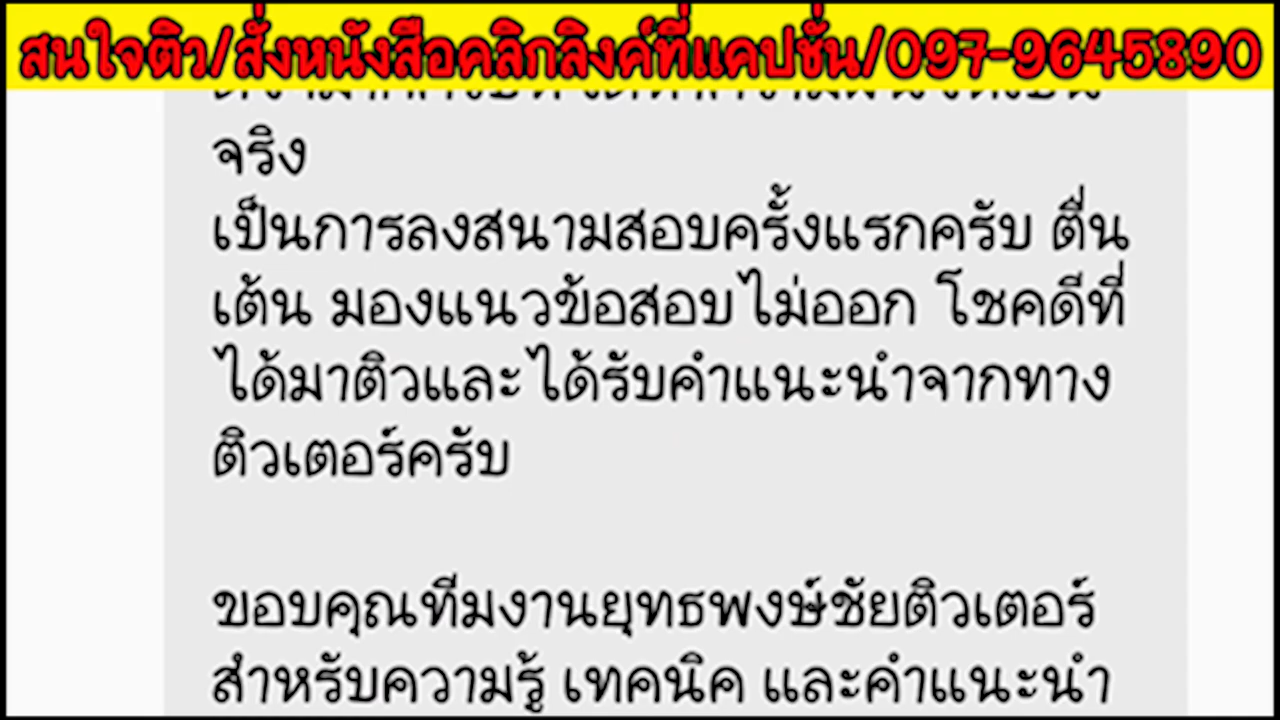 สนใจติว/สั่งหนังสือคลิกลิงค์ที่แคปชั่น/097-9645890
จริง
เป็นการลงสนามสอบครั้งแรกครับ ตื่น
เต้น มองแนวข้อสอบไม่ออก โชคดีที่
ได้มาติวและได้รับคำแนะนำจากทาง
ติวเตอร์ครับ
ขอบคุณทีมงานยุทธพงษ์ชัยติวเตอร์
สำหรับความรู้ เทคนิค และคำแนะนำ